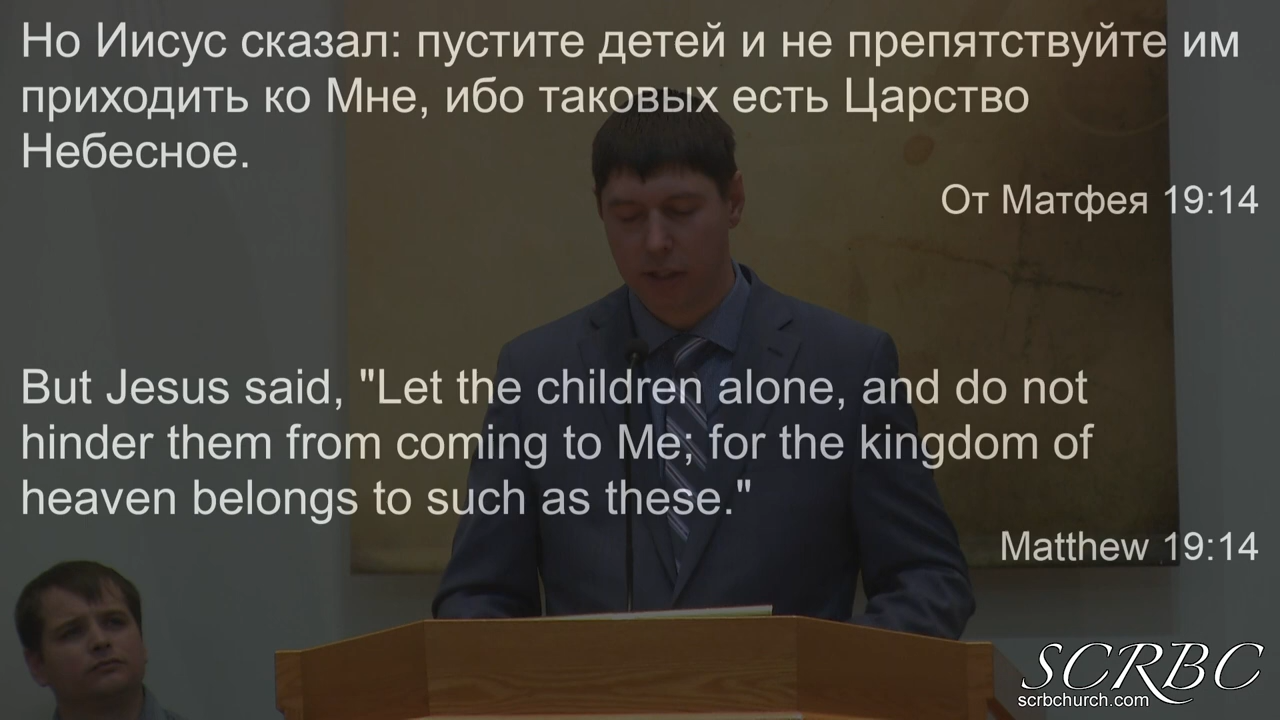 Но Иисус сказал: пустите детей и не препятствуйте им
приходить ко Мне, ибо таковых есть Царство
Небесное.
От Матфея 19:14
But Jesus said, "Let the children alone, and do not
hinder them from coming to Me; for the kingdom of
heaven belongs to such as these."
Matthew 19:14
SCRBC
scrbchurch.com